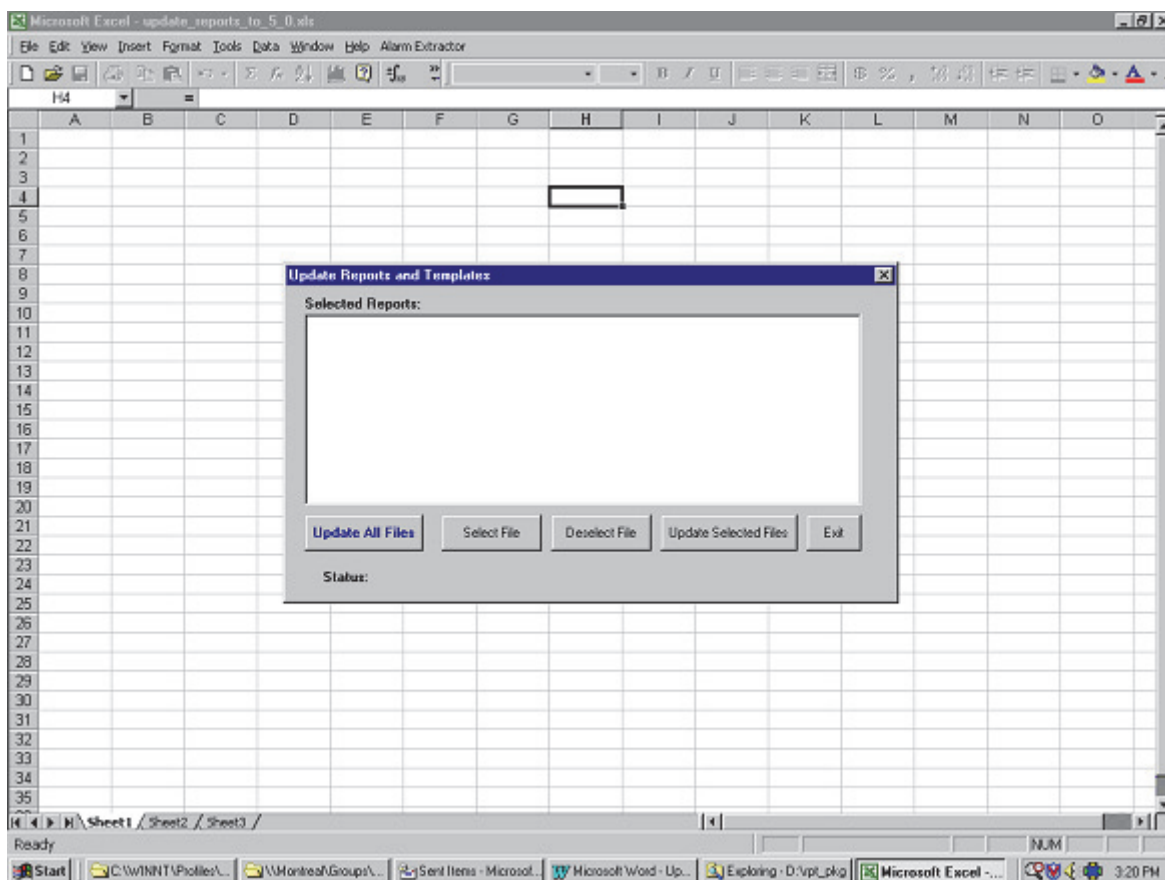 Microsoft Excel - update_reports_to_5_0.xls
File Edit View Insert Format Tools Data Window Help Alarm Extractor
B I U $ % , A
H4 =
A B C D E F G H I J K L M N O
1
2
3
4
5
6
7
8
9
10
11
12
13
14
15
16
17
18
19
20
21
22
23
24
25
26
27
28
29
30
31
32
33
34
35
Update Reports and Templates
Selected Reports:
Update All Files Select File Deselect File Update Selected Files Exit
Status:
Sheet1 / Sheet2 / Sheet3 /
Ready NUM
Start C:\WINNT\Profiles\... \\Montreal\Groups\... Sent Items - Microsof... Microsoft Word - Up... Exploring - D:\vpt_pkg Microsoft Excel -... 3:20 PM